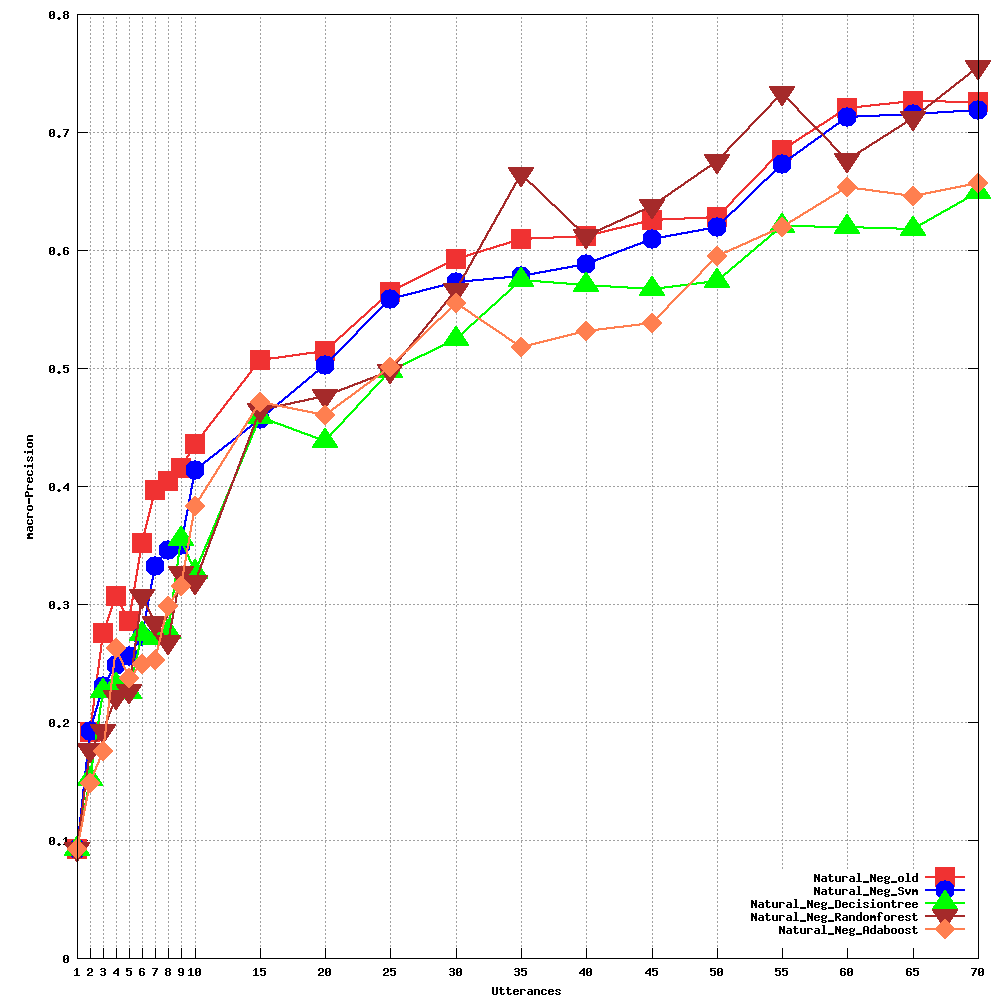 0.8
0.7
0.6
0.5
0.4
0.3
0.2
0.1
0
macro-Precision
Natural_Neg_old
Natural_Neg_Svm
Natural_Neg_Decisiontree
Natural_Neg_Randomforest
Natural_Neg_Adaboost
1 2 3 4 5 6 7 8 9 10 15 20 25 30 35 40 45 50 55 60 65 70
Utterances